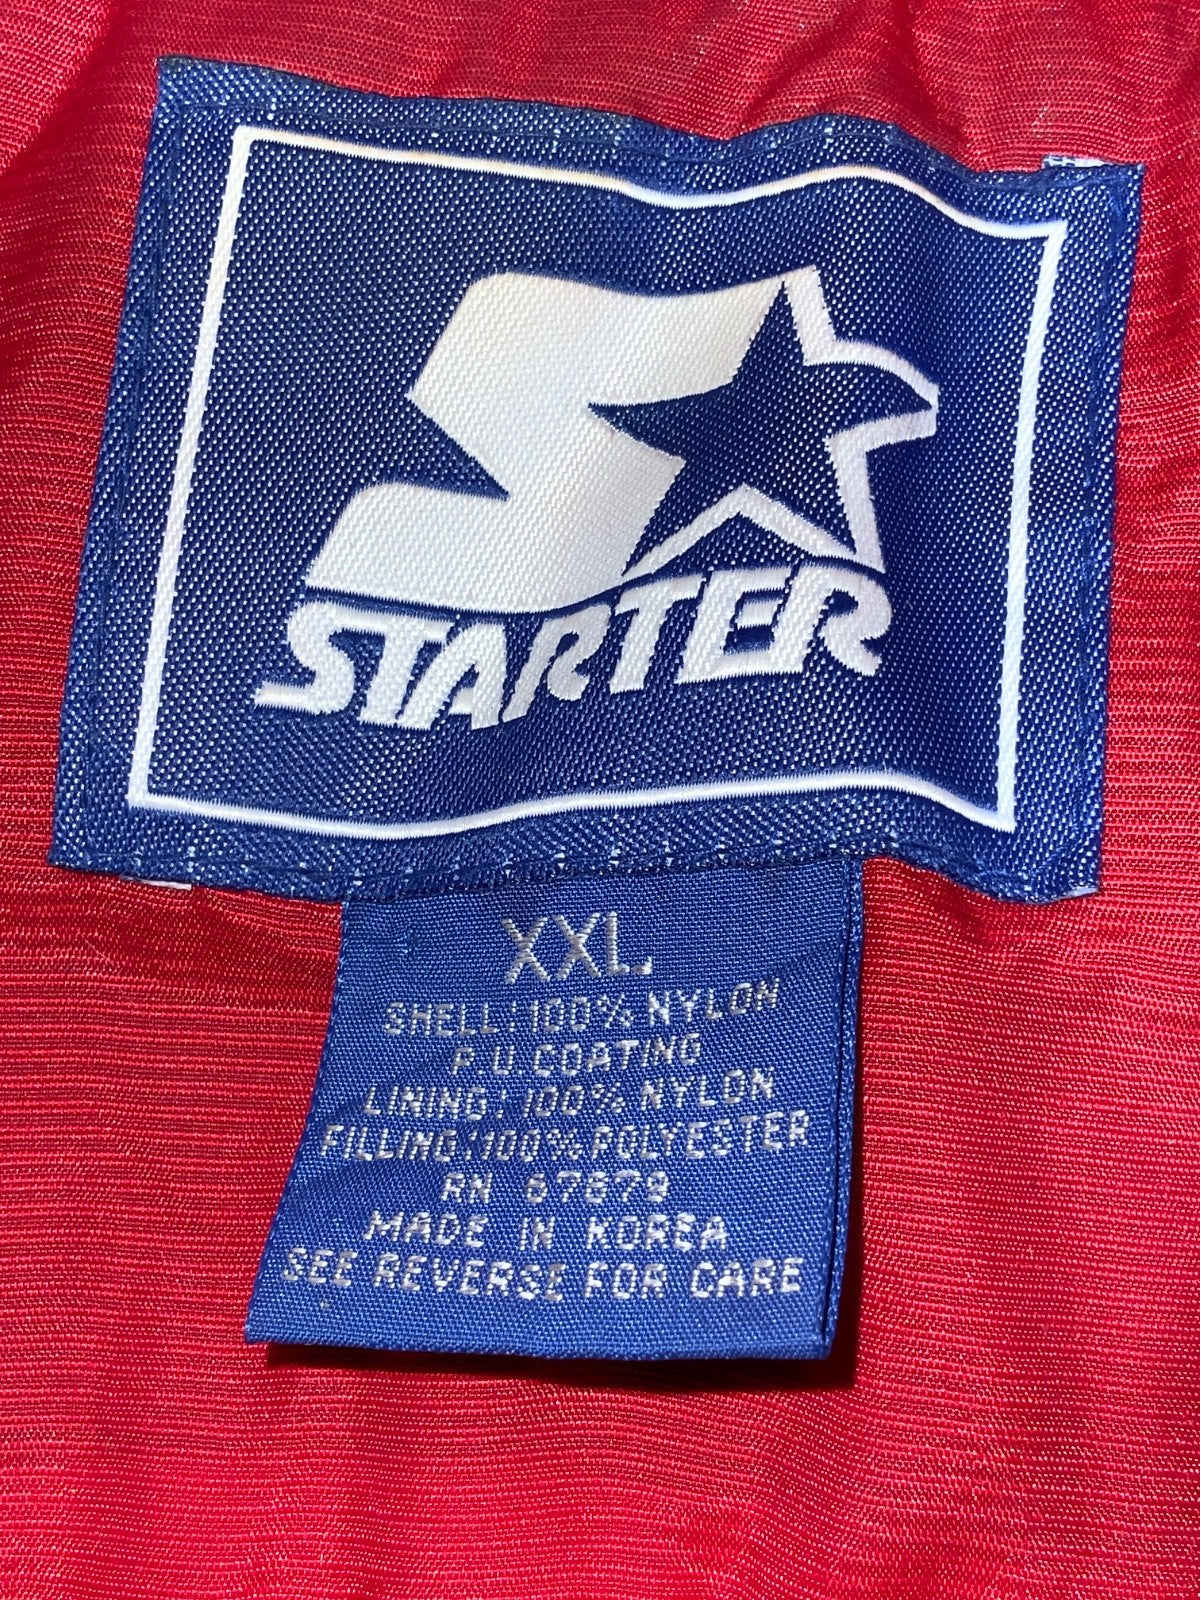 STARTER
XXL
SHELL: 100% NYLON
P.U. COATING
LINING: 100% NYLON
FILLING: 100% POLYESTER
RN 67879
MADE IN KOREA
SEE REVERSE FOR CARE